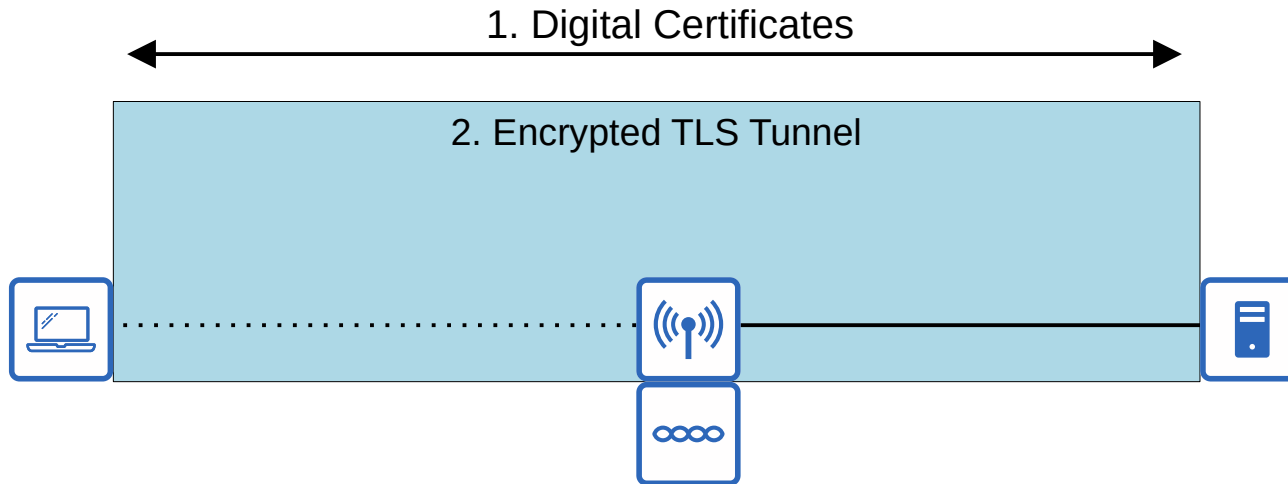 1. Digital Certificates
2. Encrypted TLS Tunnel